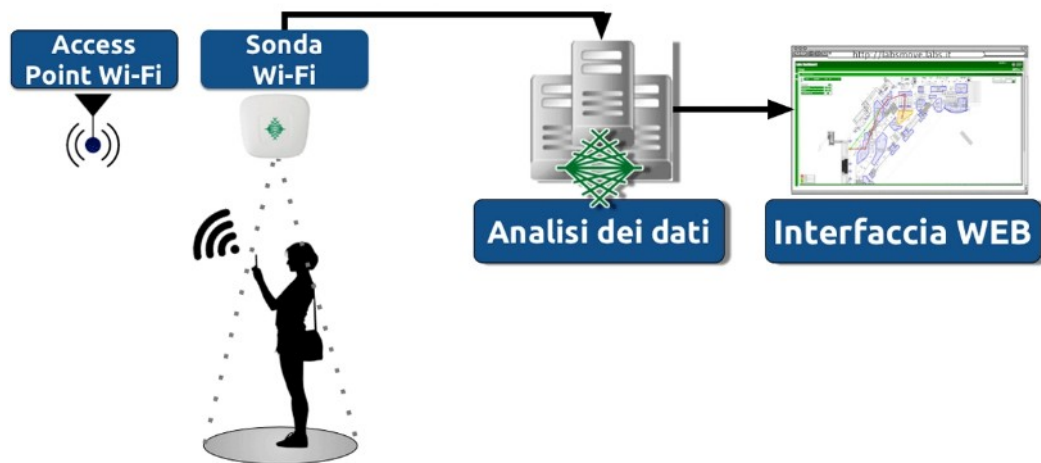 Access
Point Wi-Fi
Sonda
Wi-Fi
Analisi dei dati
Interfaccia WEB